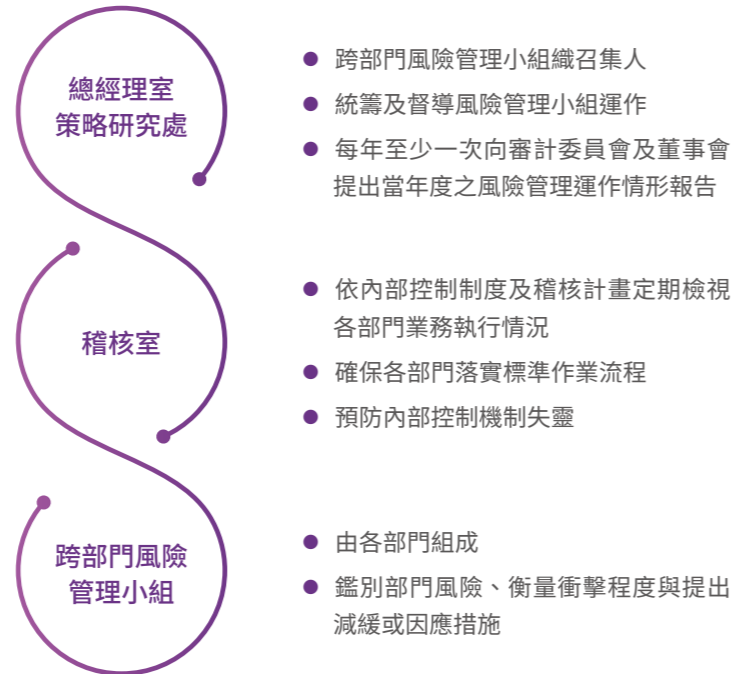 總經理室
策略研究處
● 跨部門風險管理小組織召集人
● 統籌及督導風險管理小組運作
● 每年至少一次向審計委員會及董事會
提出當年度之風險管理運作情形報告
稽核室
● 依內部控制制度及稽核計畫定期檢視
各部門業務執行情況
● 確保各部門落實標準作業流程
● 預防內部控制機制失靈
跨部門風險
管理小組
● 由各部門組成
● 鑑別部門風險、衡量衝擊程度與提出
減緩或因應措施